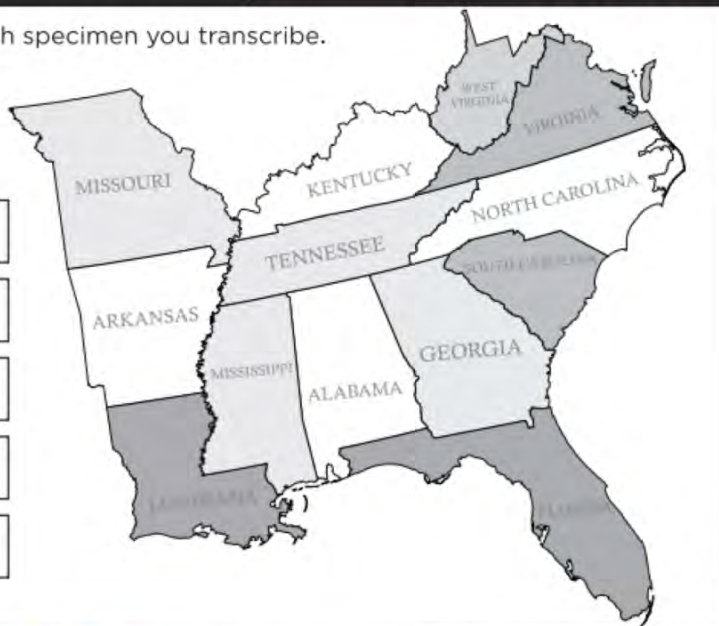 h specimen you transcribe.
WEST
VIRGINIA
VIRGINIA
MISSOURI
KENTUCKY
NORTH CAROLINA
TENNESSEE
SOUTH CAROLINA
ARKANSAS
GEORGIA
MISSISSIPPI
ALABAMA
LOUISIANA
FLORIDA